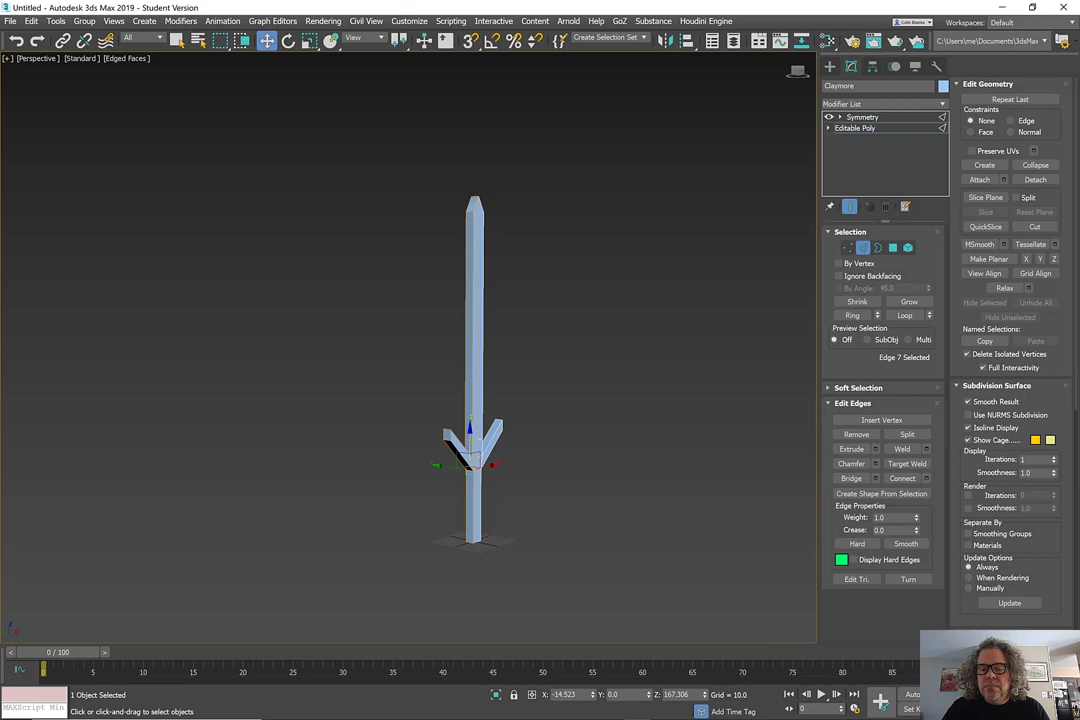 Untitled - Autodesk 3ds Max 2019 - Student Version
File Edit Tools Group Views Create Modifiers Animation Graph Editors Rendering Civil View Customize Scripting Interactive Content Arnold Help GoZ Substance Houdini Engine
Cain Barnes
Workspaces: Default
All
View
Create Selection Set
C:\Users\me\Documents\3dsMax
[+] [Perspective] [Standard] [Edged Faces]
Claymore
Modifier List
Symmetry
Editable Poly
Selection
By Vertex
Ignore Backfacing
By Angle: 45.0
Shrink Grow
Ring Loop
Preview Selection
Off SubObj Multi
Edge 7 Selected
Soft Selection
Edit Edges
Insert Vertex
Remove Split
Extrude Weld
Chamfer Target Weld
Bridge Connect
Create Shape From Selection
Edge Properties
Weight: 1.0
Crease: 0.0
Hard Smooth
Display Hard Edges
Edit Tri. Turn
Edit Geometry
Repeat Last
Constraints
None Edge
Face Normal
Preserve UVs
Create Collapse
Attach Detach
Slice Plane Split
Slice Reset Plane
QuickSlice Cut
MSmooth Tessellate
Make Planar X Y Z
View Align Grid Align
Relax
Hide Selected Unhide All
Hide Unselected
Named Selections:
Copy Paste
Delete Isolated Vertices
Full Interactivity
Subdivision Surface
Smooth Result
Use NURMS Subdivision
Isoline Display
Show Cage......
Display
Iterations: 1
Smoothness: 1.0
Render
Iterations: 0
Smoothness: 1.0
Separate By
Smoothing Groups
Materials
Update Options
Always
When Rendering
Manually
Update
0 / 100
0 5 10 15 20 25 30 35 40 45 50 55 60 65 70 75 80 85
1 Object Selected
X: -14.523 Y: 0.0 Z: 167.306 Grid = 10.0
MAXScript Min
Click or click-and-drag to select objects
Add Time Tag
0